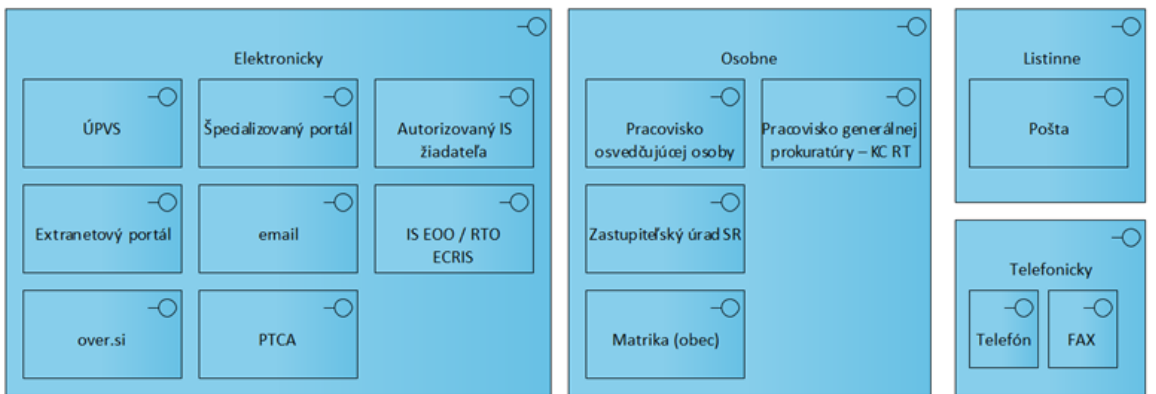 Elektronicky
ÚPVS
Špecializovaný portál
Autorizovaný IS
žiadateľa
Extranetový portál
email
IS EOO / RTO
ECRIS
over.si
PTCA
Osobne
Pracovisko
osvedčujúcej osoby
Pracovisko generálnej
prokuratúry – KC RT
Zastupiteľský úrad SR
Matrika (obec)
Listinne
Pošta
Telefonicky
Telefón
FAX